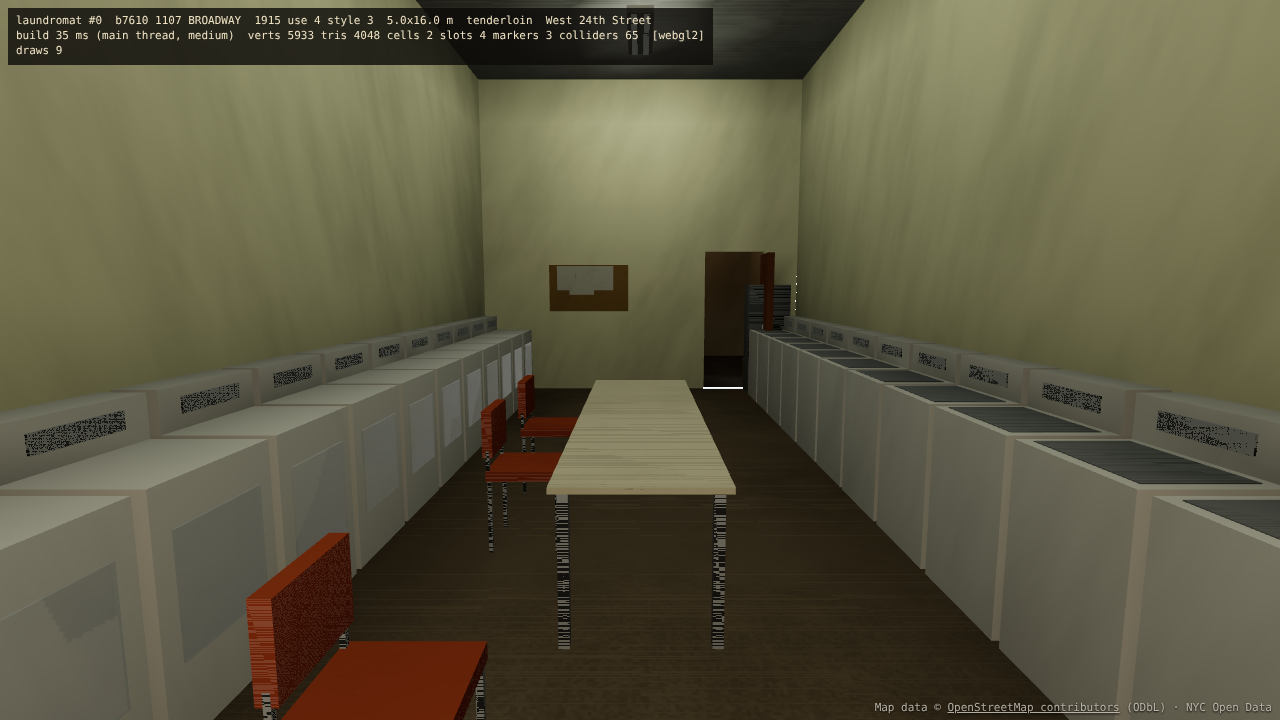 laundromat #0  b7610 1107 BROADWAY  1915 use 4 style 3  5.0x16.0 m  tenderloin  West 24th Street
build 35 ms (main thread, medium)  verts 5933 tris 4048 cells 2 slots 4 markers 3 colliders 65  [webgl2]
draws 9
Map data © OpenStreetMap contributors (ODbL) · NYC Open Data